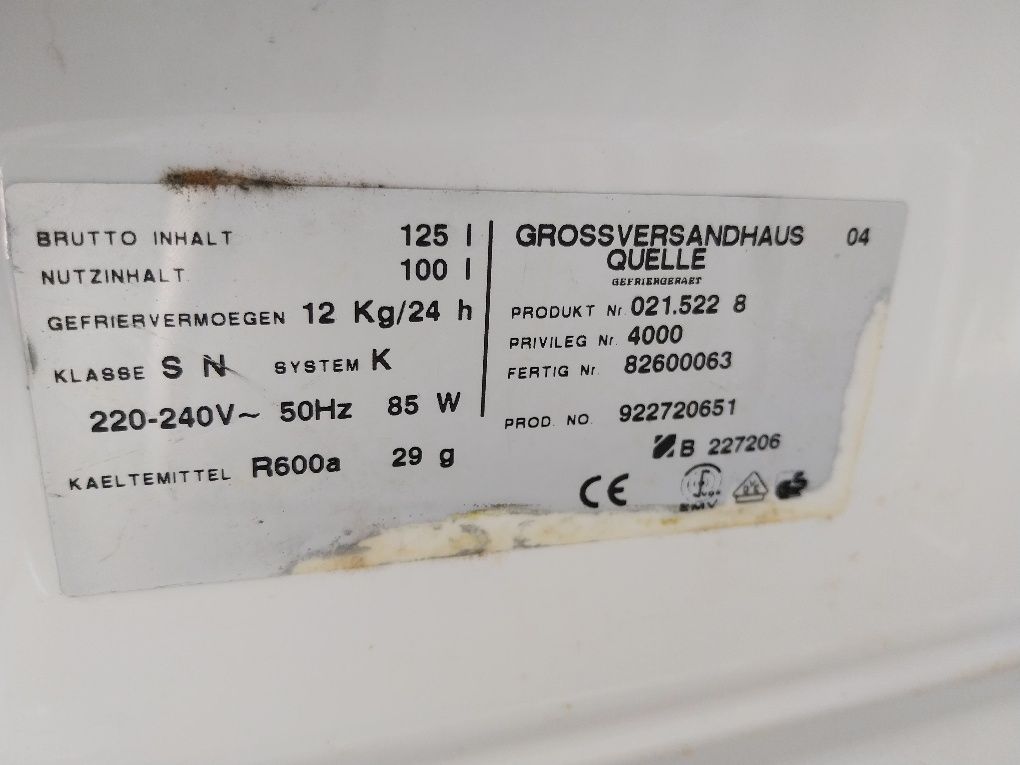 BRUTTO INHALT 125 l
NUTZINHALT 100 l
GEFRIERVERMOEGEN 12 Kg/24 h
KLASSE S N SYSTEM K
220-240V~ 50Hz 85 W
KAELTEMITTEL R600a 29 g
GROSSVERSANDHAUS 04
QUELLE
GEFRIERGERAET
PRODUKT Nr. 021.522 8
PRIVILEG Nr. 4000
FERTIG Nr. 82600063
PROD. NO. 922720651
B 227206
CE
EMV